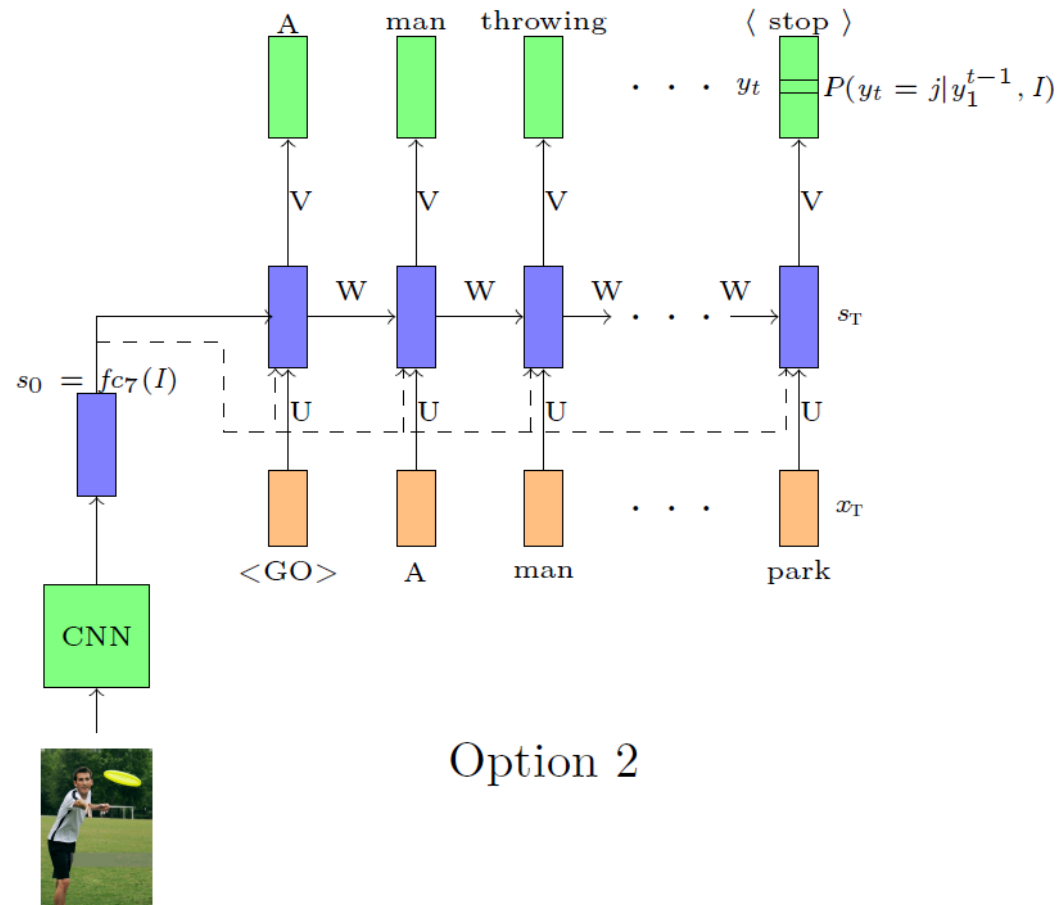 A man throwing ⟨ stop ⟩
. . . y_t P(y_t = j|y_1^{t−1}, I)
V V V V
W W W W
. . . s_T
s_0 = fc_7(I)
U U U U
. . . x_T
<GO> A man park
CNN
Option 2